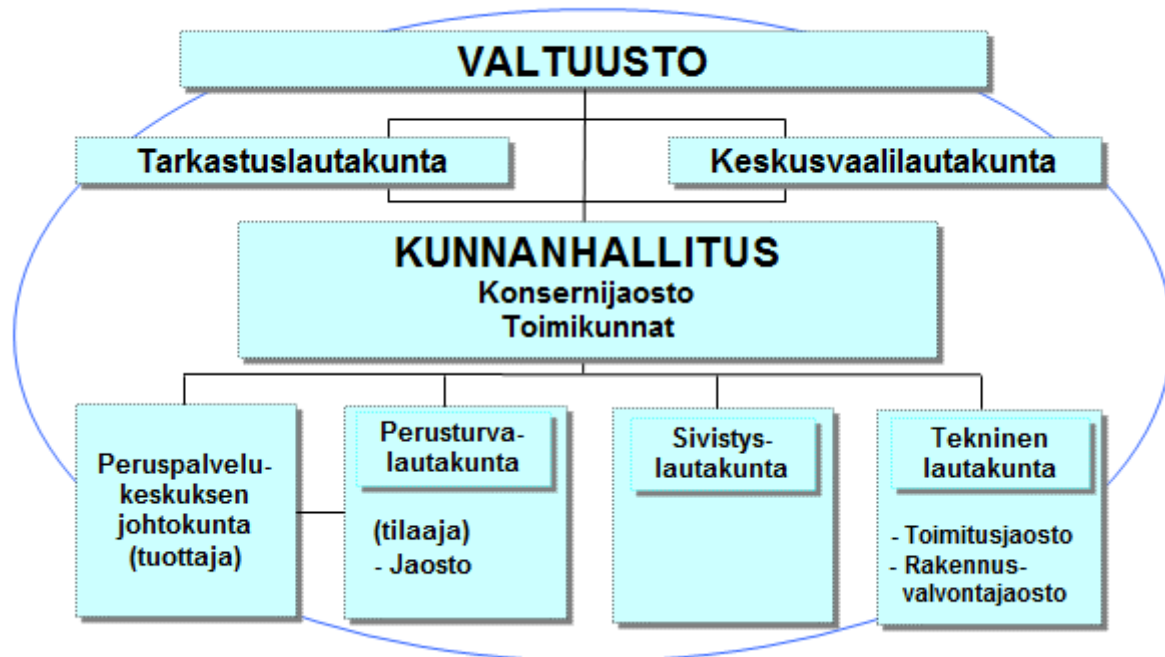 VALTUUSTO
Tarkastuslautakunta
Keskusvaalilautakunta
KUNNANHALLITUS
Konsernijaosto
Toimikunnat
Peruspalvelu-
keskuksen
johtokunta
(tuottaja)
Perusturva-
lautakunta
(tilaaja)
- Jaosto
Sivistys-
lautakunta
Tekninen
lautakunta
- Toimitusjaosto
- Rakennus-
valvontajaosto